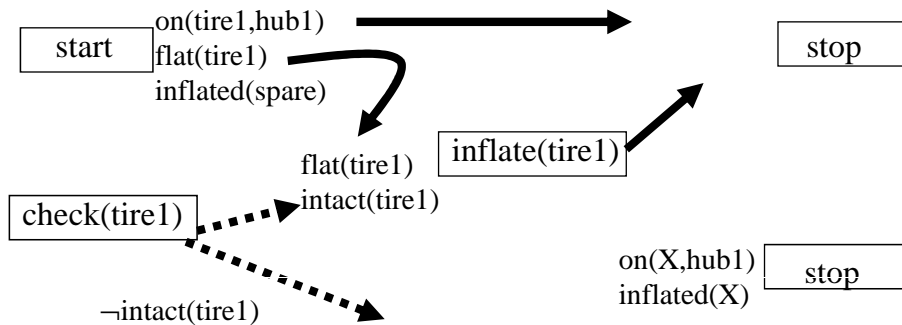 on(tire1,hub1)
start
flat(tire1)
stop
inflated(spare)
inflate(tire1)
flat(tire1)
intact(tire1)
check(tire1)
on(X,hub1)
stop
inflated(X)
¬intact(tire1)